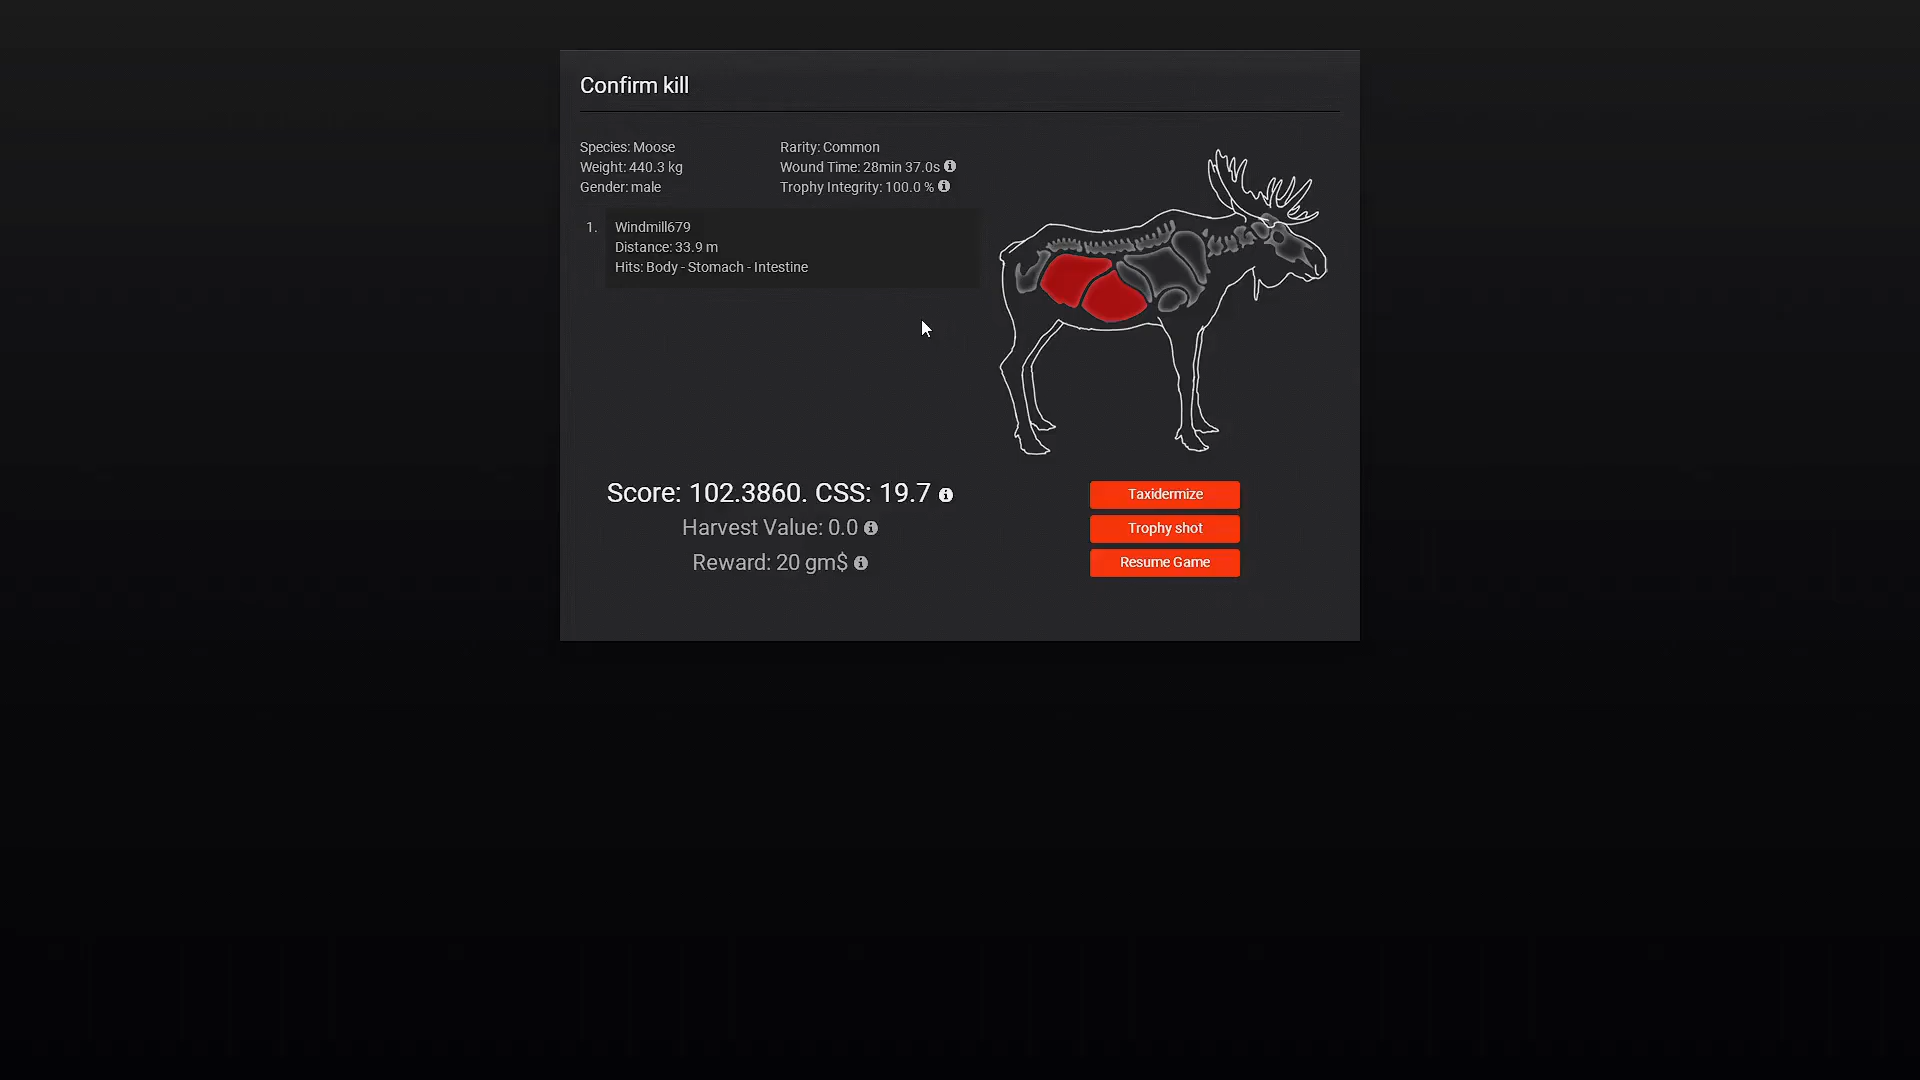 Confirm kill
Species: Moose
Weight: 440.3 kg
Gender: male
Rarity: Common
Wound Time: 28min 37.0s
Trophy Integrity: 100.0 %
1.
Windmill679
Distance: 33.9 m
Hits: Body - Stomach - Intestine
Score: 102.3860. CSS: 19.7
Harvest Value: 0.0
Reward: 20 gm$
Taxidermize
Trophy shot
Resume Game